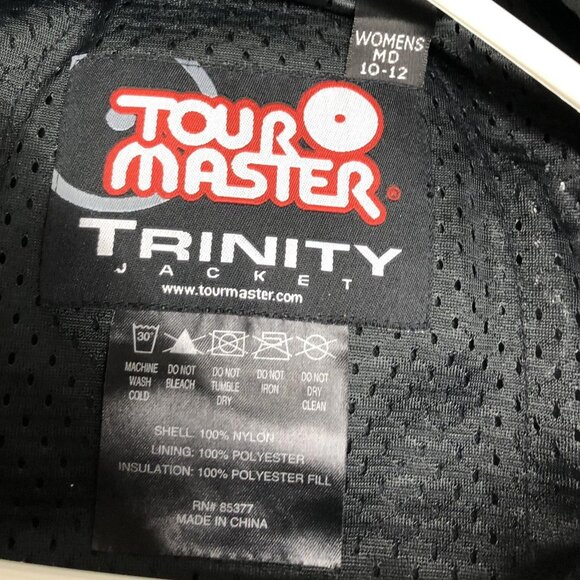 WOMENS
MD
10-12
TOUR
MASTER®
TRINITY
JACKET
www.tourmaster.com
30°
MACHINE WASH COLD
DO NOT BLEACH
DO NOT TUMBLE DRY
DO NOT IRON
DO NOT DRY CLEAN
SHELL: 100% NYLON
LINING: 100% POLYESTER
INSULATION: 100% POLYESTER FILL
RN# 85377
MADE IN CHINA